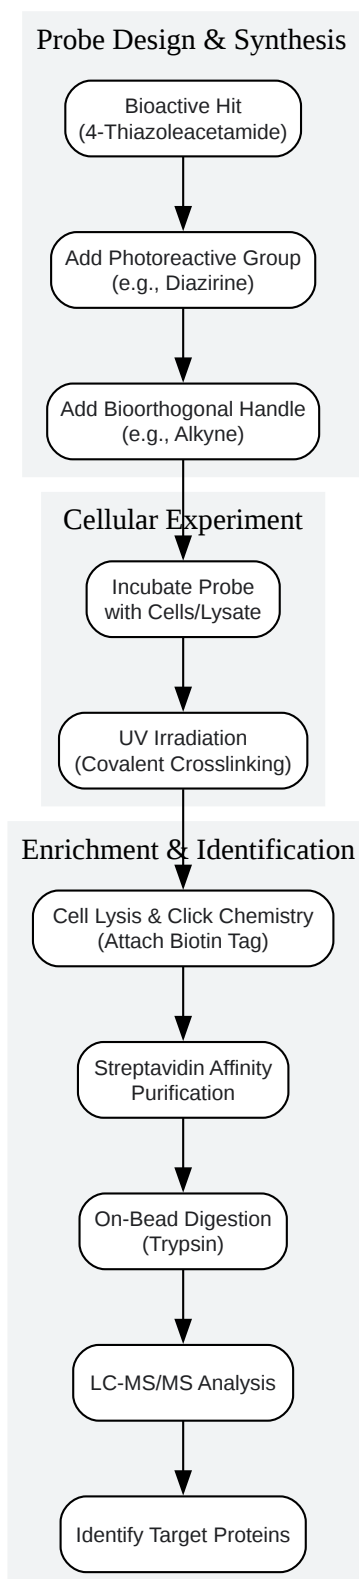 Probe Design & Synthesis
Bioactive Hit
(4-Thiazoleacetamide)
Add Photoreactive Group
(e.g., Diazirine)
Add Bioorthogonal Handle
(e.g., Alkyne)
Cellular Experiment
Incubate Probe
with Cells/Lysate
UV Irradiation
(Covalent Crosslinking)
Enrichment & Identification
Cell Lysis & Click Chemistry
(Attach Biotin Tag)
Streptavidin Affinity
Purification
On-Bead Digestion
(Trypsin)
LC-MS/MS Analysis
Identify Target Proteins